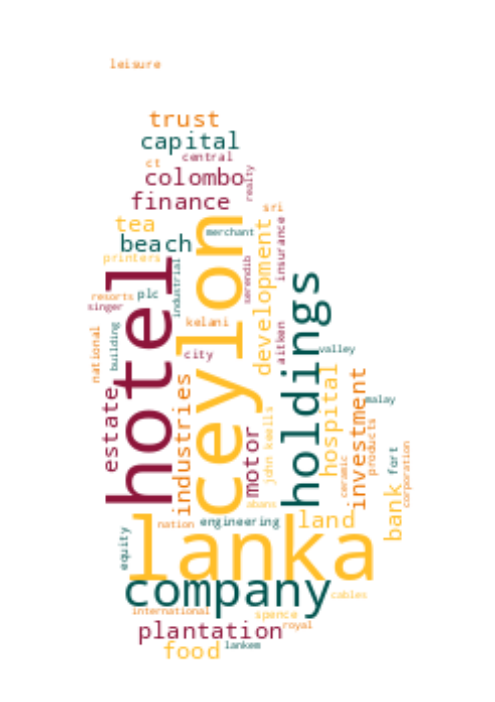 leisure
trust
capital
central
ct
colombo
realty
finance
sri
tea
merchant
beach
insurance
development
ceylon
printers
hotel
industrial
serendib
holdings
resorts
plc
singer
kelani
building
national
aitken
city
valley
hospital
investment
industries
estate
malay
john keells
motor
products
fort
corporation
ceramic
bank
abans
land
engineering
nation
lanka
equity
company
cables
international
spence
royal
plantation
lankem
food